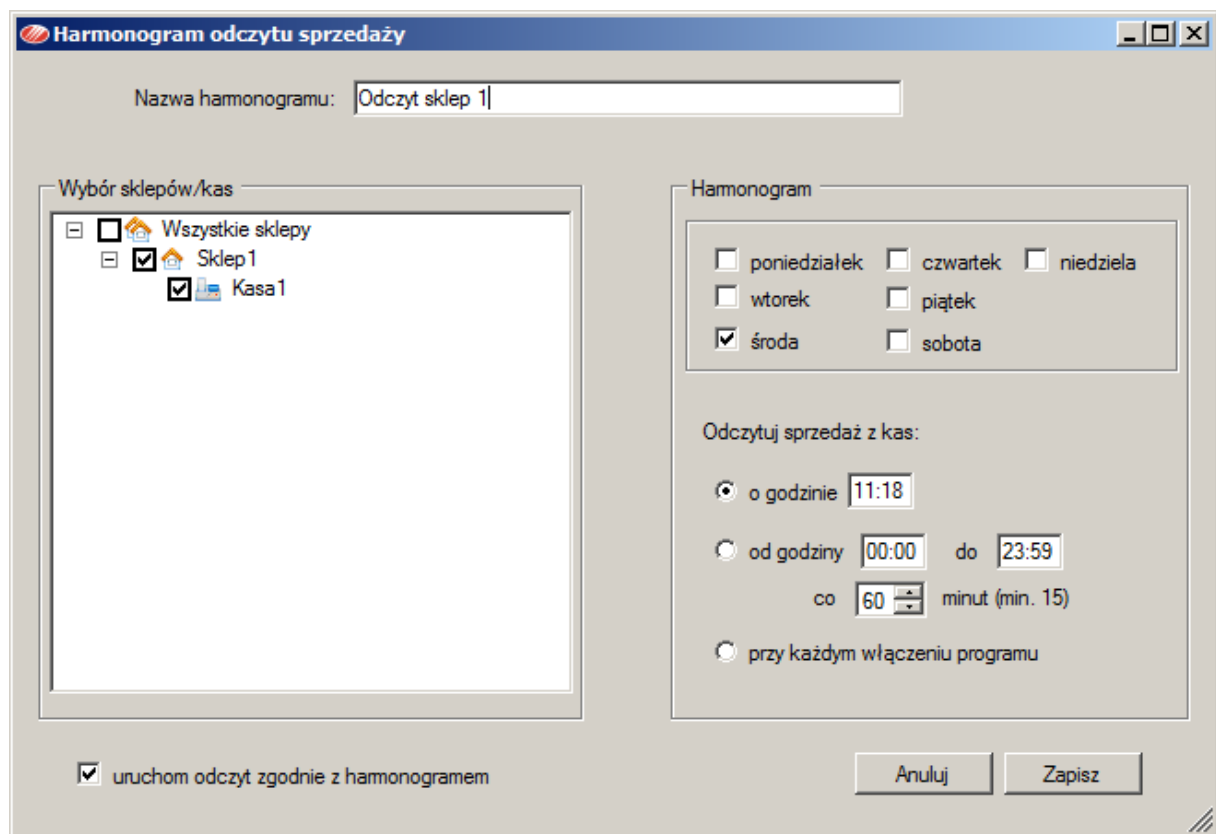 Harmonogram odczytu sprzedaży
Nazwa harmonogramu: Odczyt sklep 1
Wybór sklepów/kas
Wszystkie sklepy
Sklep1
Kasa1
Harmonogram
poniedziałek czwartek niedziela
wtorek piątek
środa sobota
Odczytuj sprzedaż z kas:
o godzinie 11:18
od godziny 00:00 do 23:59
co 60 minut (min. 15)
przy każdym włączeniu programu
uruchom odczyt zgodnie z harmonogramem
Anuluj Zapisz